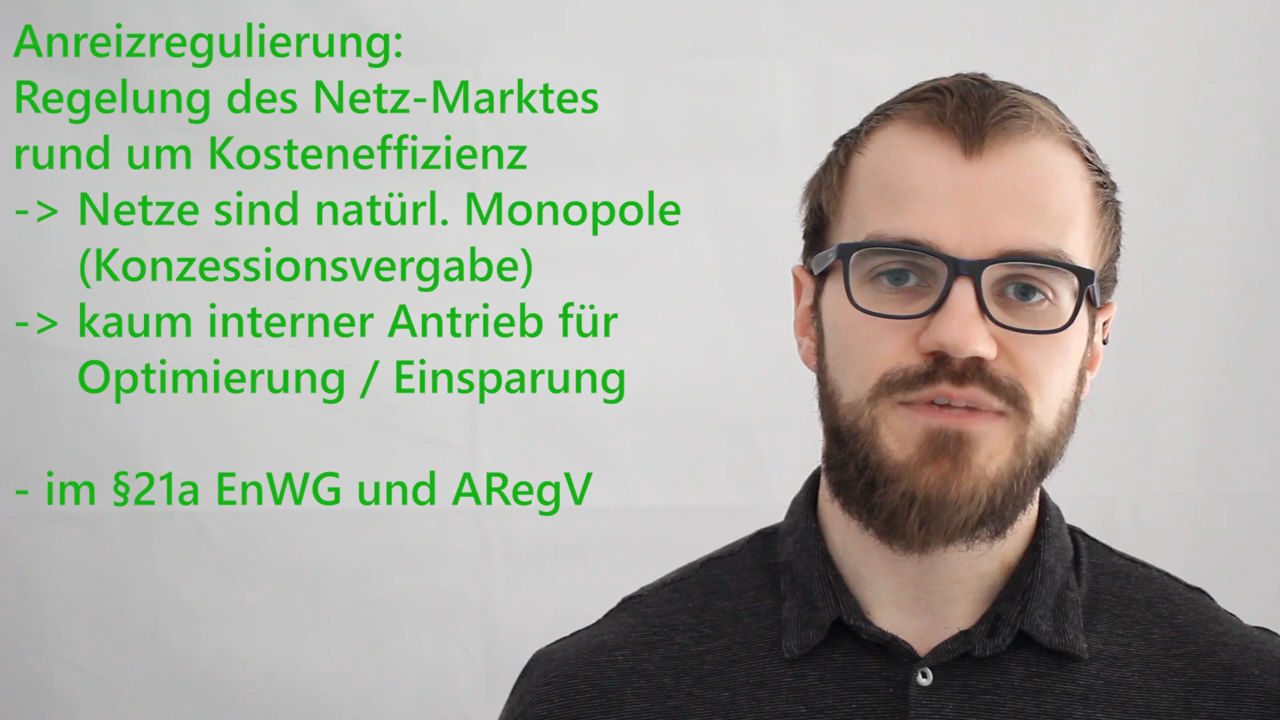 Anreizregulierung:
Regelung des Netz-Marktes
rund um Kosteneffizienz
-> Netze sind natürl. Monopole
(Konzessionsvergabe)
-> kaum interner Antrieb für
Optimierung / Einsparung
- im §21a EnWG und ARegV